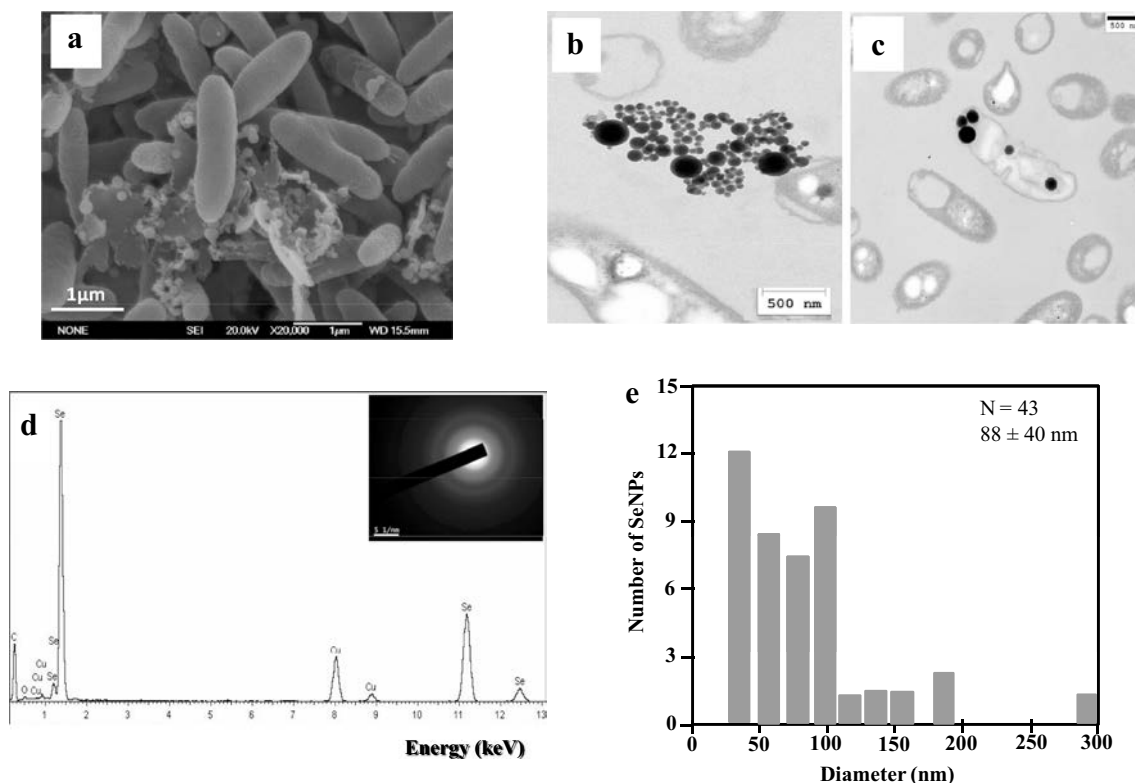 a
1μm
NONE SEI 20.0kV X20,000 1μm WD 15.5mm
b
500 nm
c
500 nm
d
Se
C
O
Cu
Cu
Se
Se
Cu
Cu
Se
Se
5 1/nm
1 2 3 4 5 6 7 8 9 10 11 12 13
Energy (keV)
e
N = 43
88 ± 40 nm
15
12
9
6
3
0
Number of SeNPs
0 50 100 150 200 250 300
Diameter (nm)